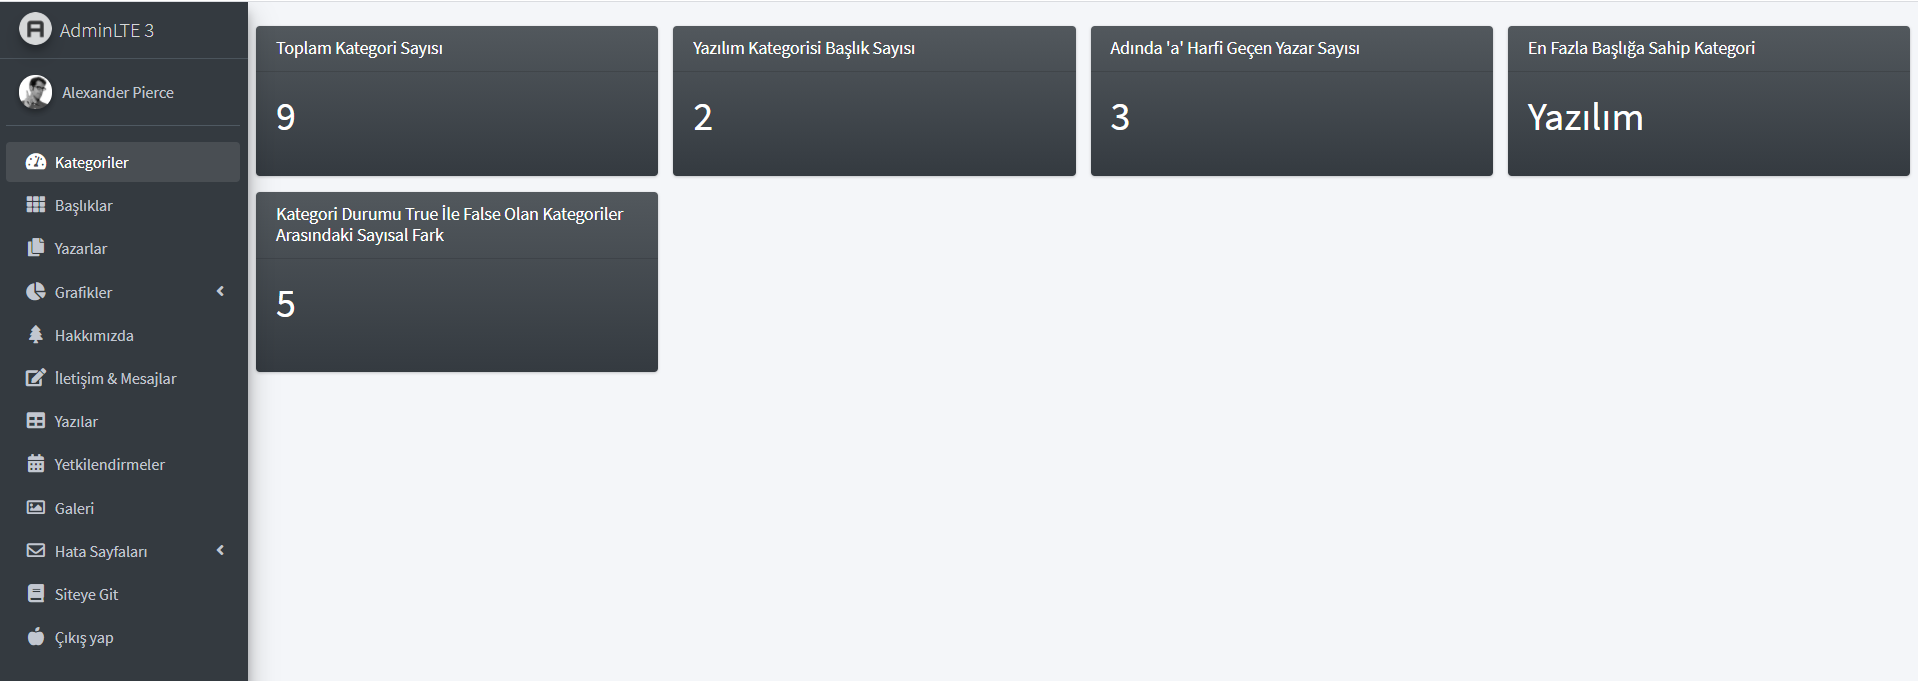 AdminLTE 3
Alexander Pierce
Kategoriler
Başlıklar
Yazarlar
Grafikler
Hakkımızda
İletişim & Mesajlar
Yazılar
Yetkilendirmeler
Galeri
Hata Sayfaları
Siteye Git
Çıkış yap
Toplam Kategori Sayısı
9
Yazılım Kategorisi Başlık Sayısı
2
Adında 'a' Harfi Geçen Yazar Sayısı
3
En Fazla Başlığa Sahip Kategori
Yazılım
Kategori Durumu True İle False Olan Kategoriler
Arasındaki Sayısal Fark
5